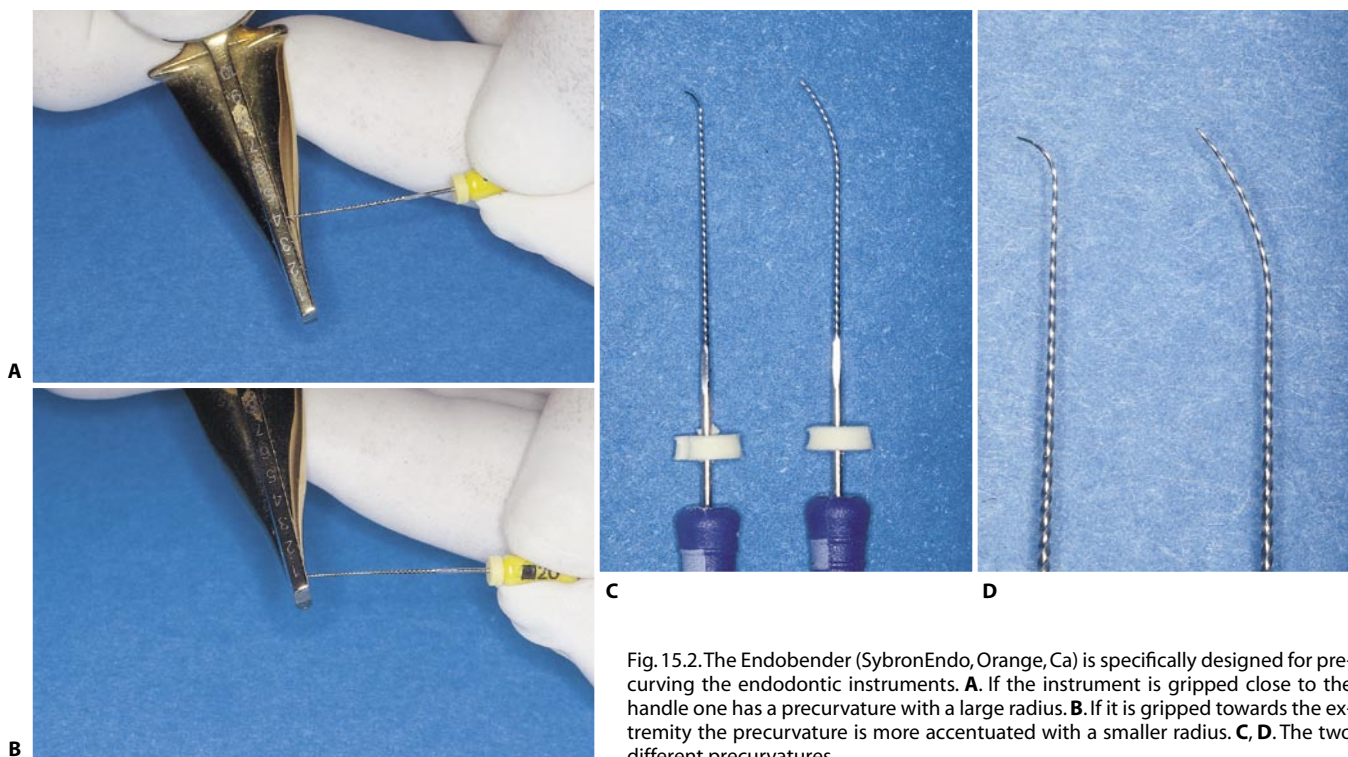 A
20
B
C
D
Fig. 15.2. The Endobender (SybronEndo, Orange, Ca) is specifically designed for pre-
curving the endodontic instruments. A. If the instrument is gripped close to the
handle one has a precurvature with a large radius. B. If it is gripped towards the ex-
tremity the precurvature is more accentuated with a smaller radius. C, D. The two
different precurvatures.